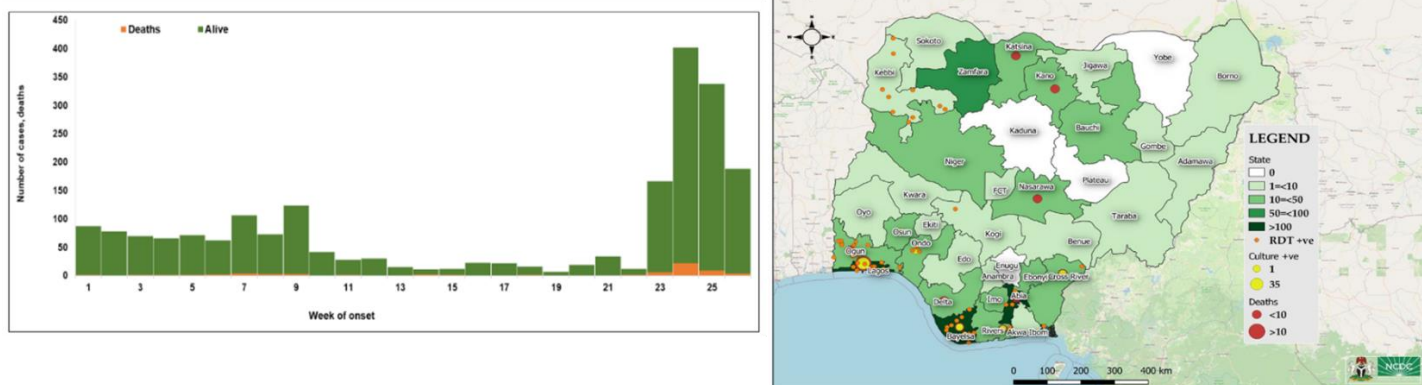 Number of cases, deaths
450
400
350
300
250
200
150
100
50
0
Deaths
Alive
1
3
5
7
9
11
13
15
17
19
21
23
25
Week of onset
Sokoto
Katsina
Kebbi
Zamfara
Kano
Jigawa
Yobe
Borno
Kaduna
Bauchi
Gombe
Niger
Adamawa
Plateau
FCT
Nasarawa
Kwara
Oyo
Taraba
Osun
Ekiti
Kogi
Ogun
Ondo
Benue
Lagos
Edo
Enugu
Anambra
Ebonyi
Cross River
Delta
Imo
Abia
Bayelsa
Rivers
Akwa Ibom
LEGEND
State
0
1=<10
10=<50
50=<100
>100
RDT +ve
Culture +ve
1
35
Deaths
<10
>10
0 100 200 300 400 km
NCDC